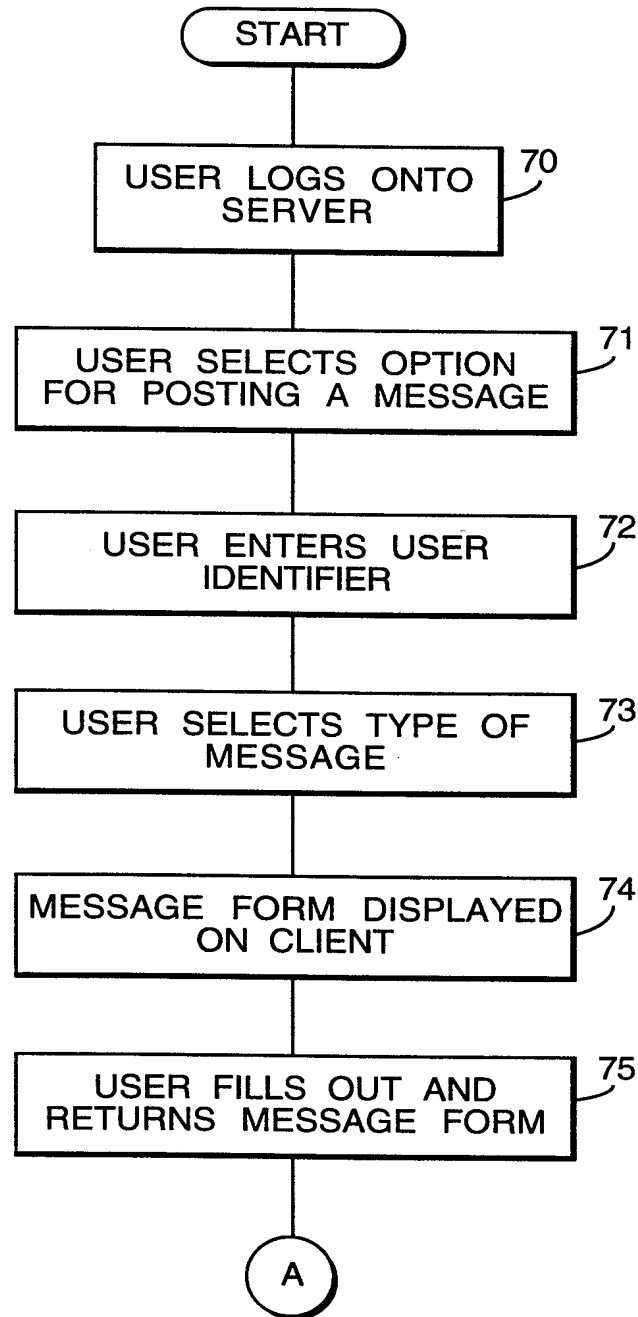 START
USER LOGS ONTO
SERVER
70
USER SELECTS OPTION
FOR POSTING A MESSAGE
71
USER ENTERS USER
IDENTIFIER
72
USER SELECTS TYPE OF
MESSAGE
73
MESSAGE FORM DISPLAYED
ON CLIENT
74
USER FILLS OUT AND
RETURNS MESSAGE FORM
75
A